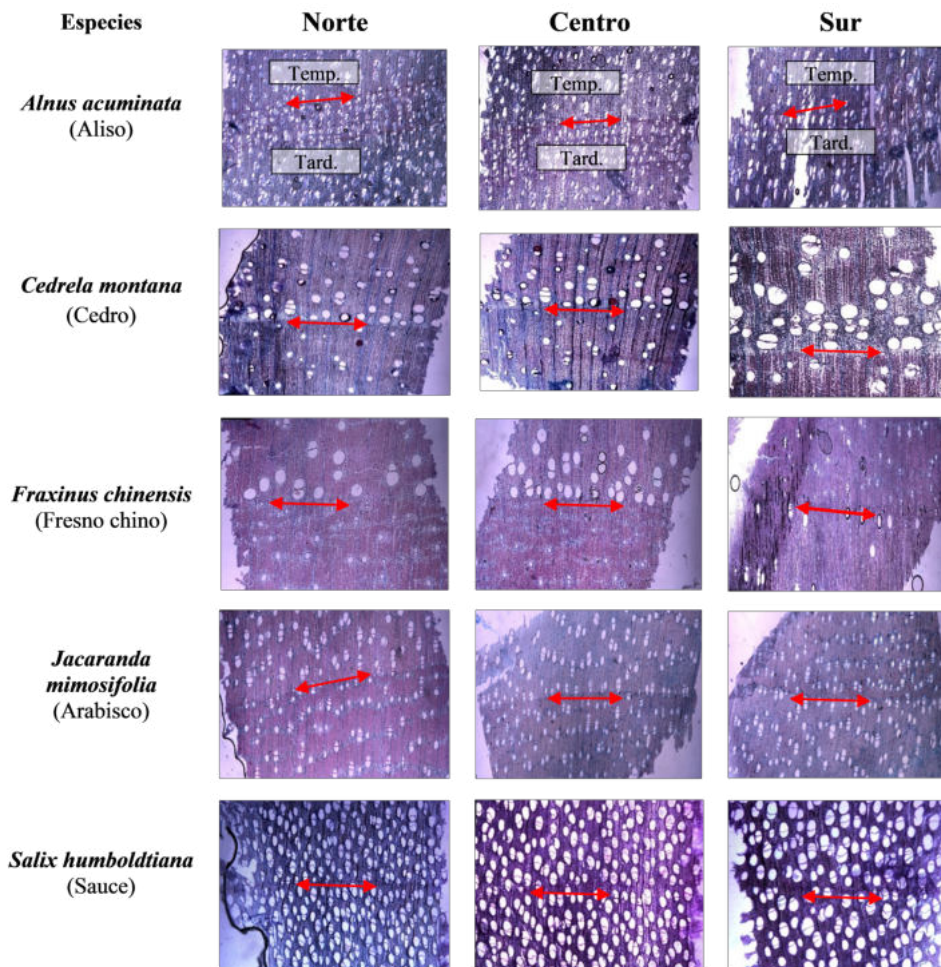 Especies Norte Centro Sur
Temp. Temp. Temp.
Alnus acuminata
(Aliso)
Tard. Tard. Tard.
Cedrela montana
(Cedro)
Fraxinus chinensis
(Fresno chino)
Jacaranda
mimosifolia
(Arabisco)
Salix humboldtiana
(Sauce)